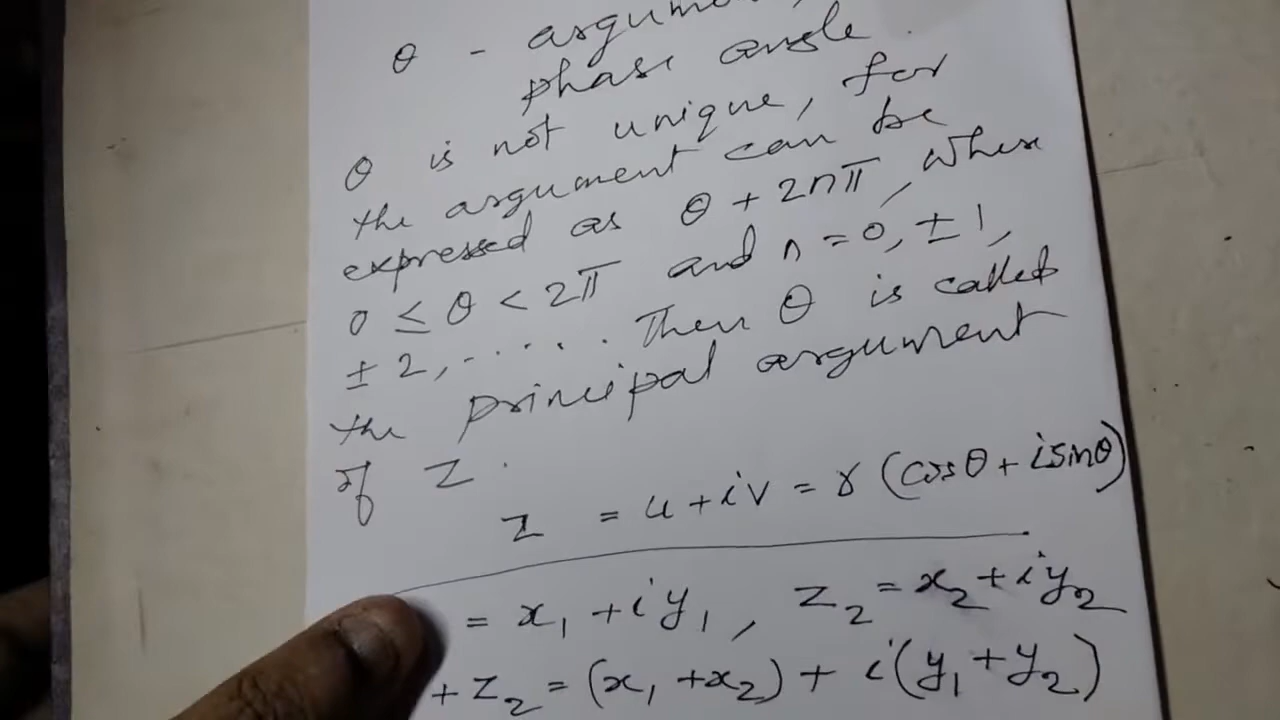 θ - argum
phase angle.
θ is not unique, for
the argument can be
expressed as θ + 2nπ, where
0 ≤ θ < 2π and n = 0, ± 1,
± 2, ...... Then θ is called
the principal argument
of Z.
Z = u + iv = r (cosθ + i sinθ)
= x₁ + iy₁, Z₂ = x₂ + iy₂
+ Z₂ = (x₁ + x₂) + i(y₁ + y₂)